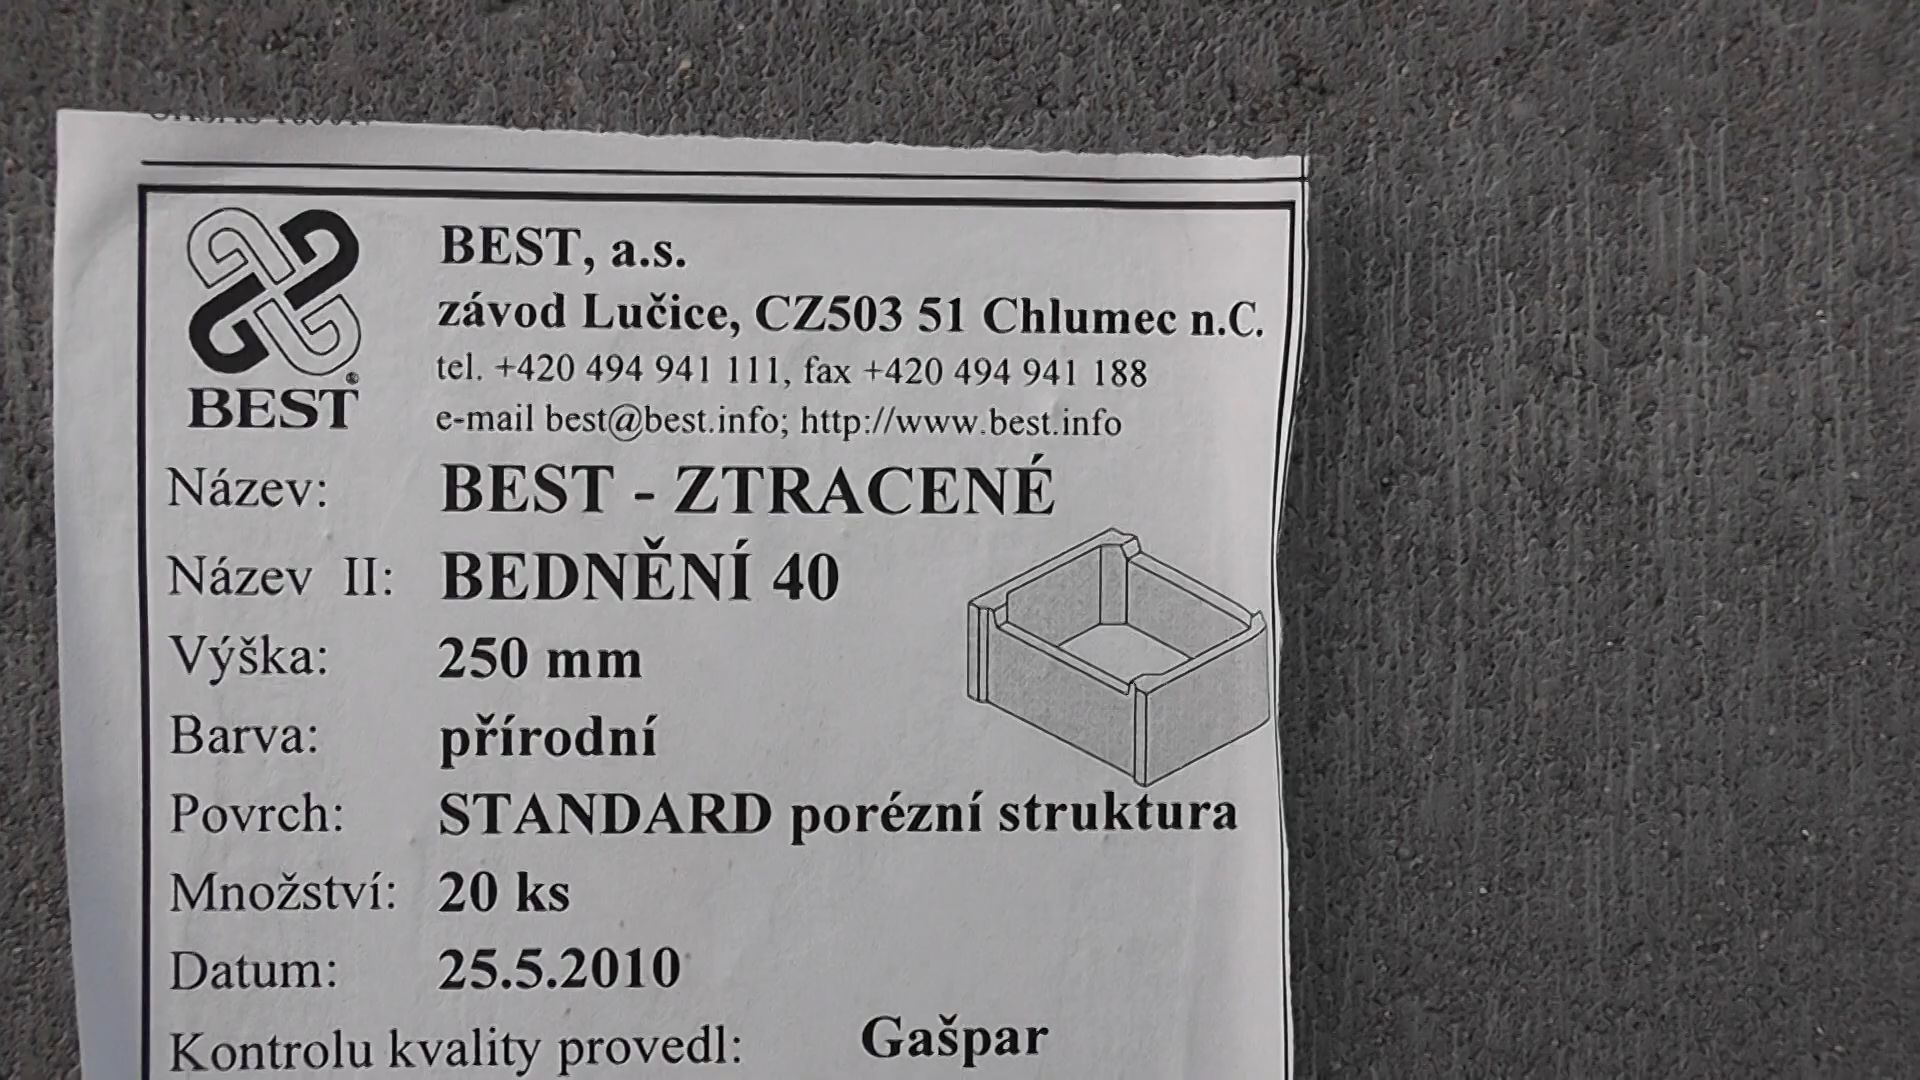 BEST, a.s.
závod Lučice, CZ503 51 Chlumec n.C.
tel. +420 494 941 111, fax +420 494 941 188
e-mail best@best.info; http://www.best.info
BEST®
Název: BEST - ZTRACENÉ
Název II: BEDNĚNÍ 40
Výška: 250 mm
Barva: přírodní
Povrch: STANDARD porézní struktura
Množství: 20 ks
Datum: 25.5.2010
Kontrolu kvality provedl: Gašpar